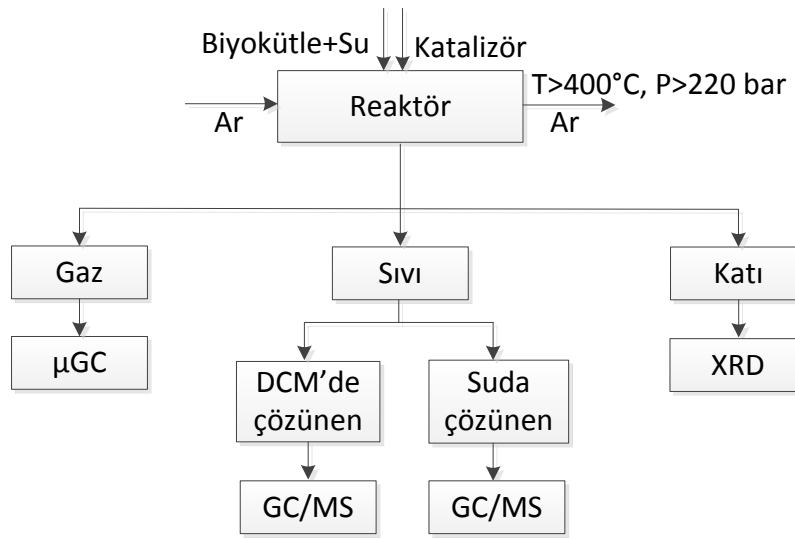 Biyokütle+Su
Katalizör
T>400°C, P>220 bar
Reaktör
Ar
Ar
Gaz
Sıvı
Katı
µGC
DCM’de
çözünen
Suda
çözünen
XRD
GC/MS
GC/MS